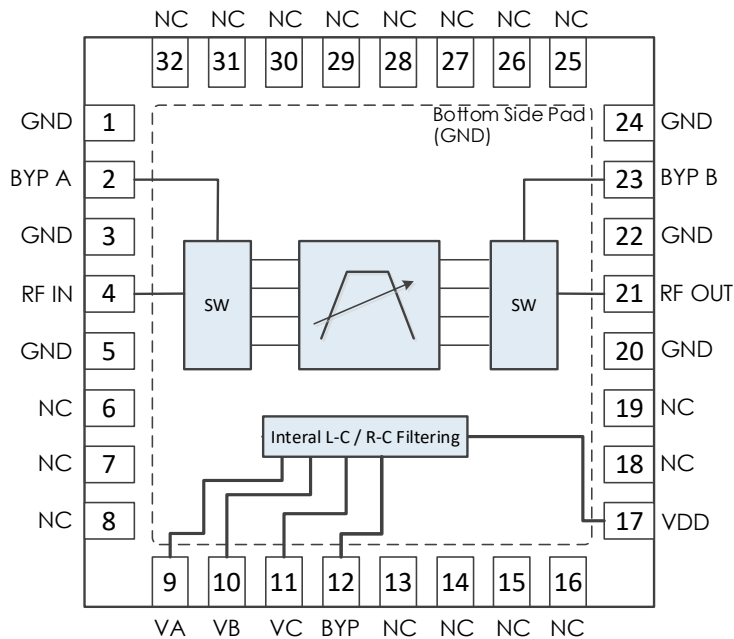 NC NC NC NC NC NC NC NC
32 31 30 29 28 27 26 25
Bottom Side Pad
(GND)
GND 1
24 GND
BYP A 2
23 BYP B
GND 3
22 GND
RF IN 4
SW
SW
21 RF OUT
GND 5
20 GND
NC 6
19 NC
Interal L-C / R-C Filtering
NC 7
18 NC
NC 8
17 VDD
9 10 11 12 13 14 15 16
VA VB VC BYP NC NC NC NC